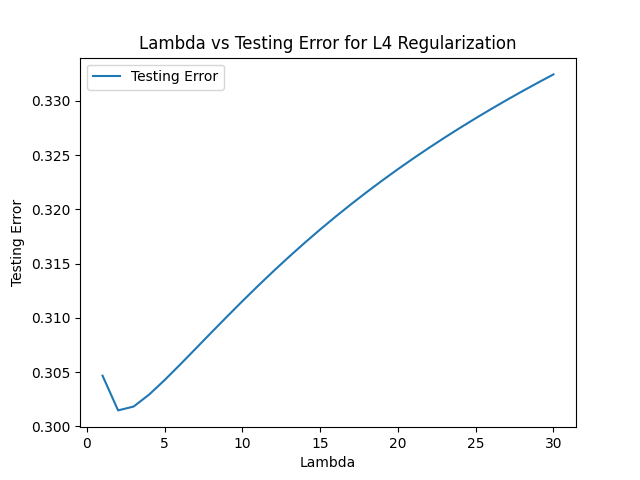 Lambda vs Testing Error for L4 Regularization
Testing Error
0.330
0.325
0.320
0.315
0.310
0.305
0.300
Testing Error
0 5 10 15 20 25 30
Lambda